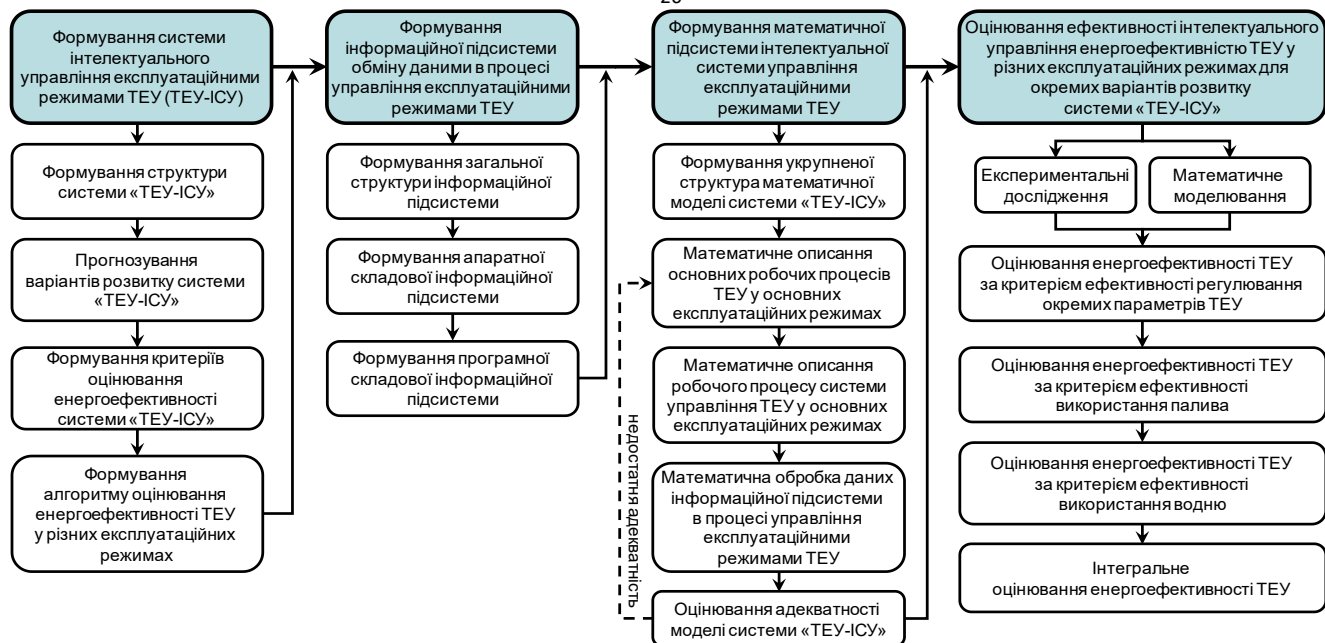 Формування системи
інтелектуального
управління експлуатаційними
режимами ТЕУ (ТЕУ-ІСУ)
Формування структури
системи «ТЕУ-ІСУ»
Прогнозування
варіантів розвитку системи
«ТЕУ-ІСУ»
Формування критеріїв
оцінювання
енергоефективності
системи «ТЕУ-ІСУ»
Формування
алгоритму оцінювання
енергоефективності ТЕУ
у різних експлуатаційних
режимах
Формування
інформаційної підсистеми
обміну даними в процесі
управління експлуатаційними
режимами ТЕУ
Формування загальної
структури інформаційної
підсистеми
Формування апаратної
складової інформаційної
підсистеми
Формування програмної
складової інформаційної
підсистеми
Формування математичної
підсистеми інтелектуальної
системи управління
експлуатаційними
режимами ТЕУ
Формування укрупненої
структура математичної
моделі системи «ТЕУ-ІСУ»
Математичне описання
основних робочих процесів
ТЕУ у основних
експлуатаційних режимах
Математичне описання
робочого процесу системи
управління ТЕУ у основних
експлуатаційних режимах
Математична обробка даних
інформаційної підсистеми
в процесі управління
експлуатаційними
режимами ТЕУ
Оцінювання адекватності
моделі системи «ТЕУ-ІСУ»
недостатня адекватність
Оцінювання ефективності інтелектуального
управління енергоефективністю ТЕУ у
різних експлуатаційних режимах для
окремих варіантів розвитку
системи «ТЕУ-ІСУ»
Експериментальні
дослідження
Математичне
моделювання
Оцінювання енергоефективності ТЕУ
за критерієм ефективності регулювання
окремих параметрів ТЕУ
Оцінювання енергоефективності ТЕУ
за критерієм ефективності
використання палива
Оцінювання енергоефективності ТЕУ
за критерієм ефективності
використання водню
Інтегральне
оцінювання енергоефективності ТЕУ